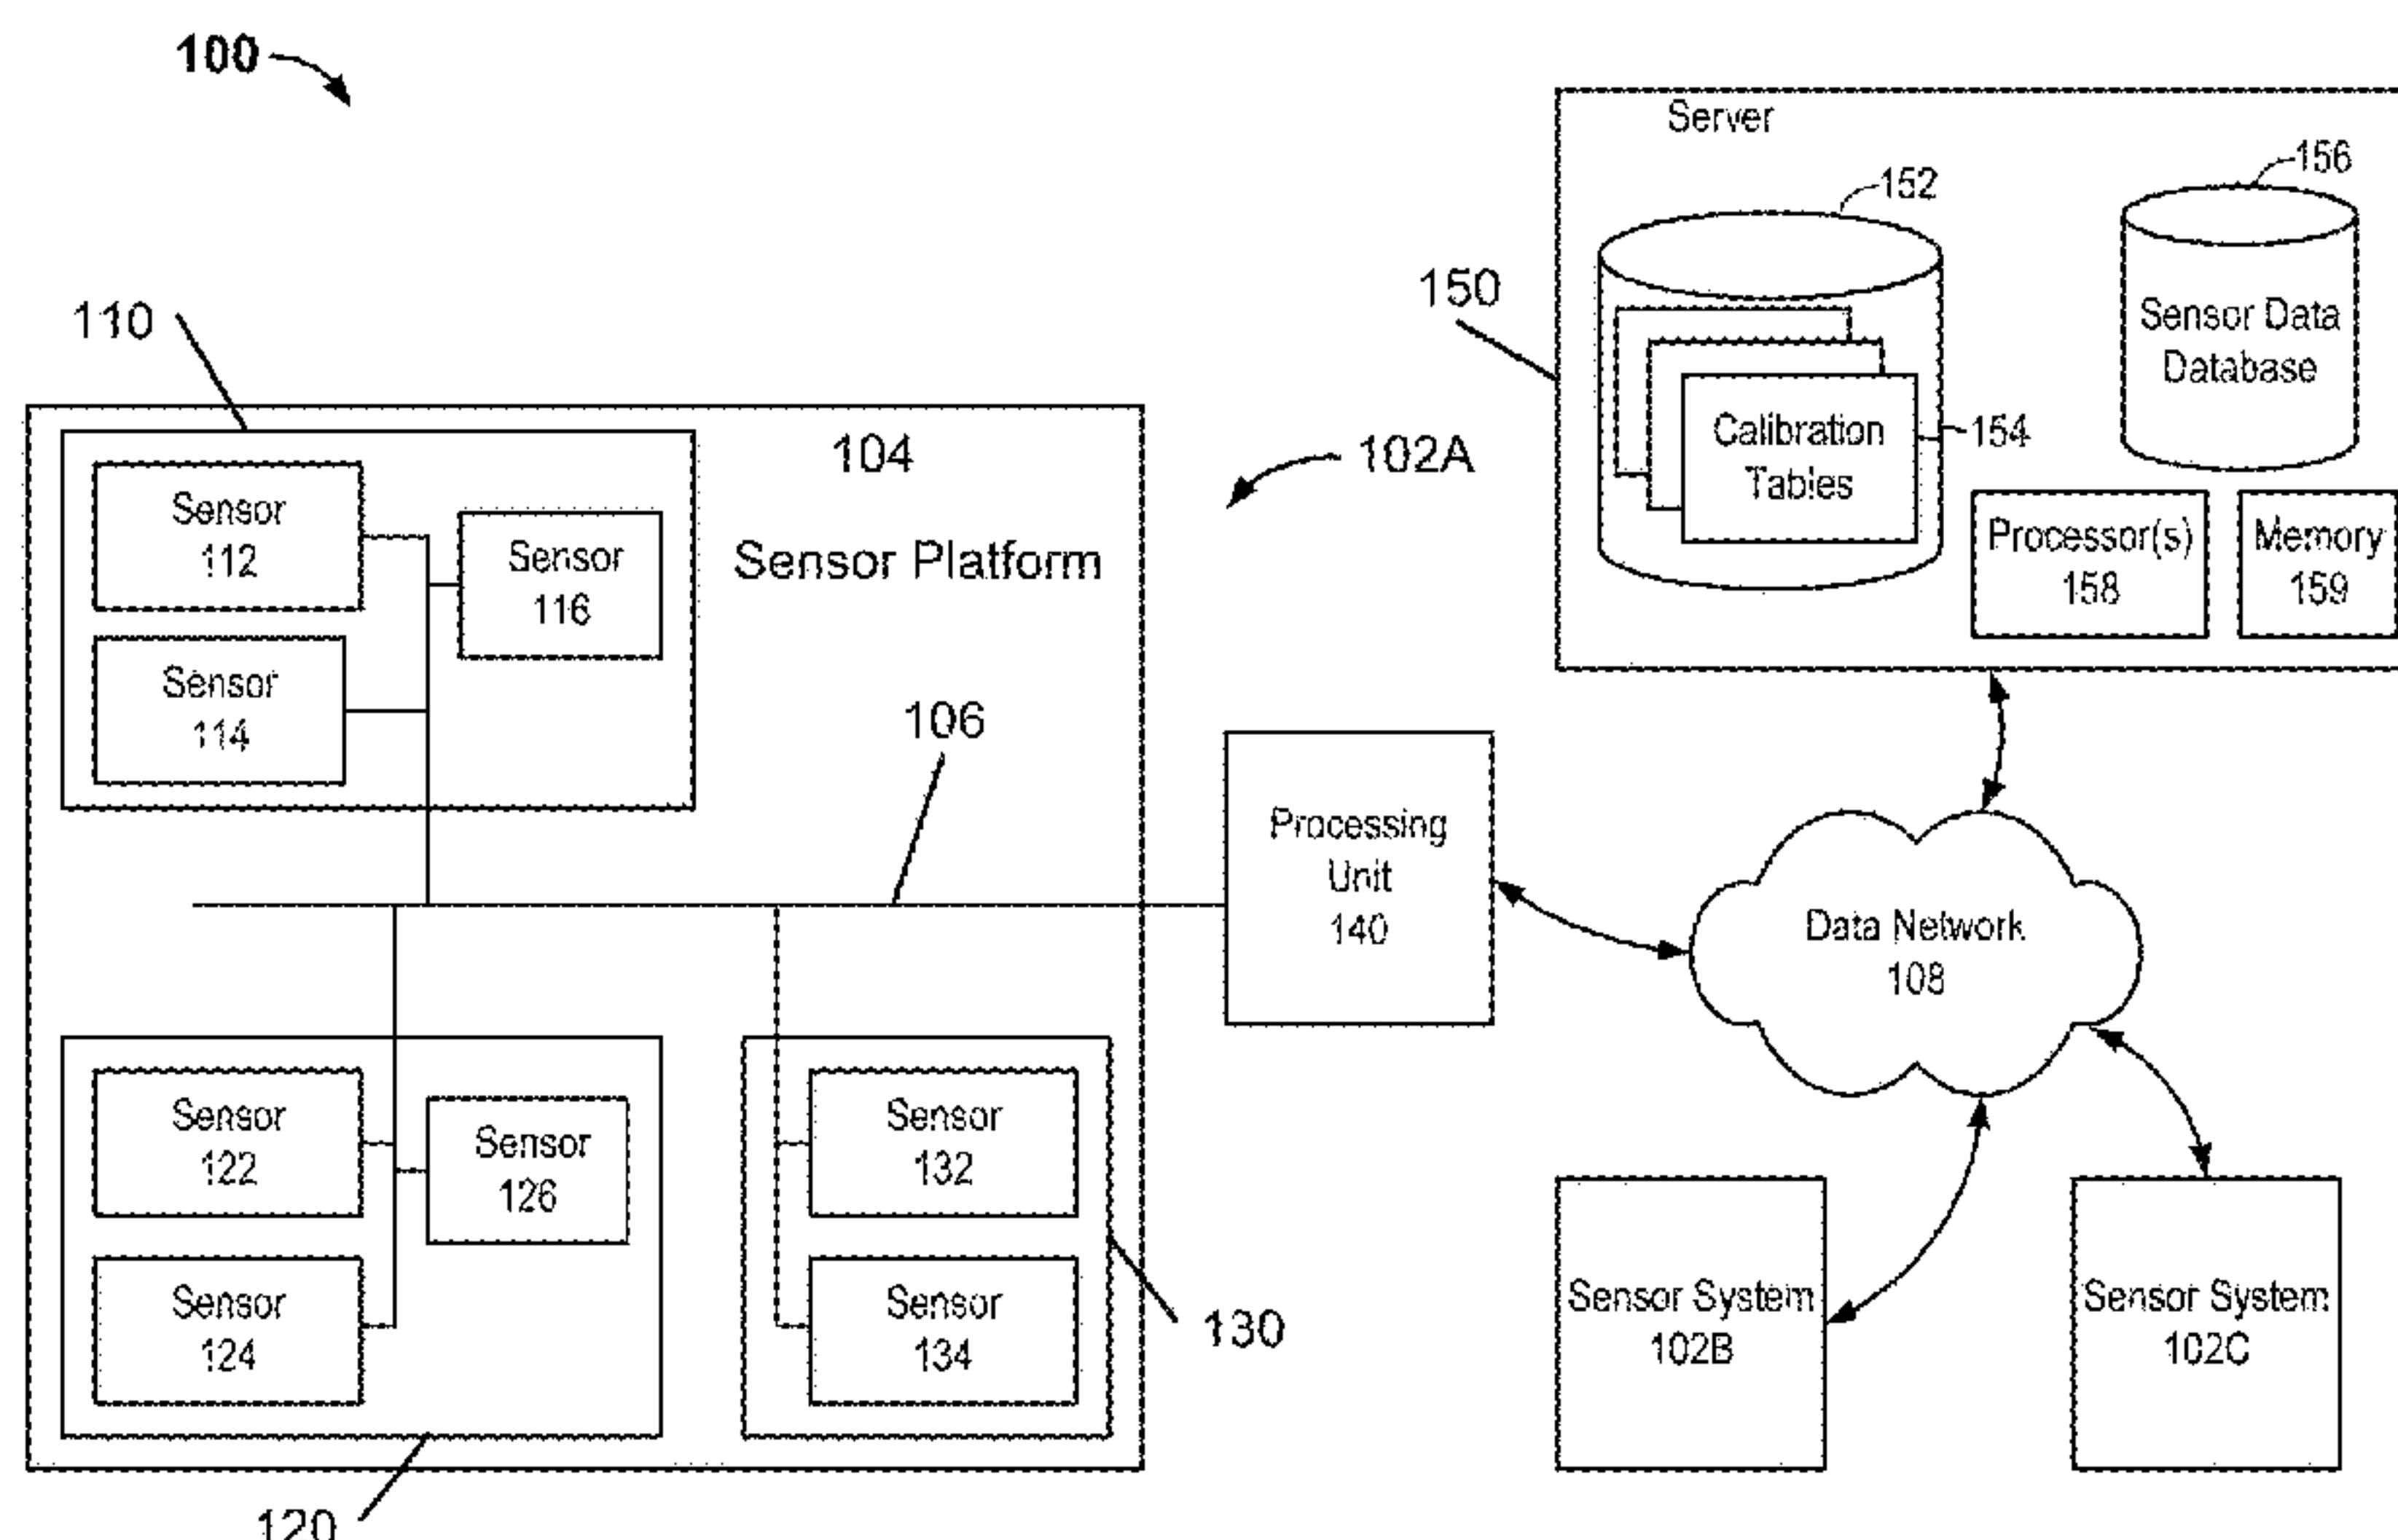 100
Server
152
156
150
Sensor Data
Database
Calibration
Tables
154
Processor(s)
158
Memory
159
110
104
102A
Sensor Platform
Sensor
112
Sensor
116
Sensor
114
106
Processing
Unit
140
Data Network
108
Sensor
122
Sensor
126
Sensor
124
Sensor
132
Sensor
134
130
120
Sensor System
102B
Sensor System
102C